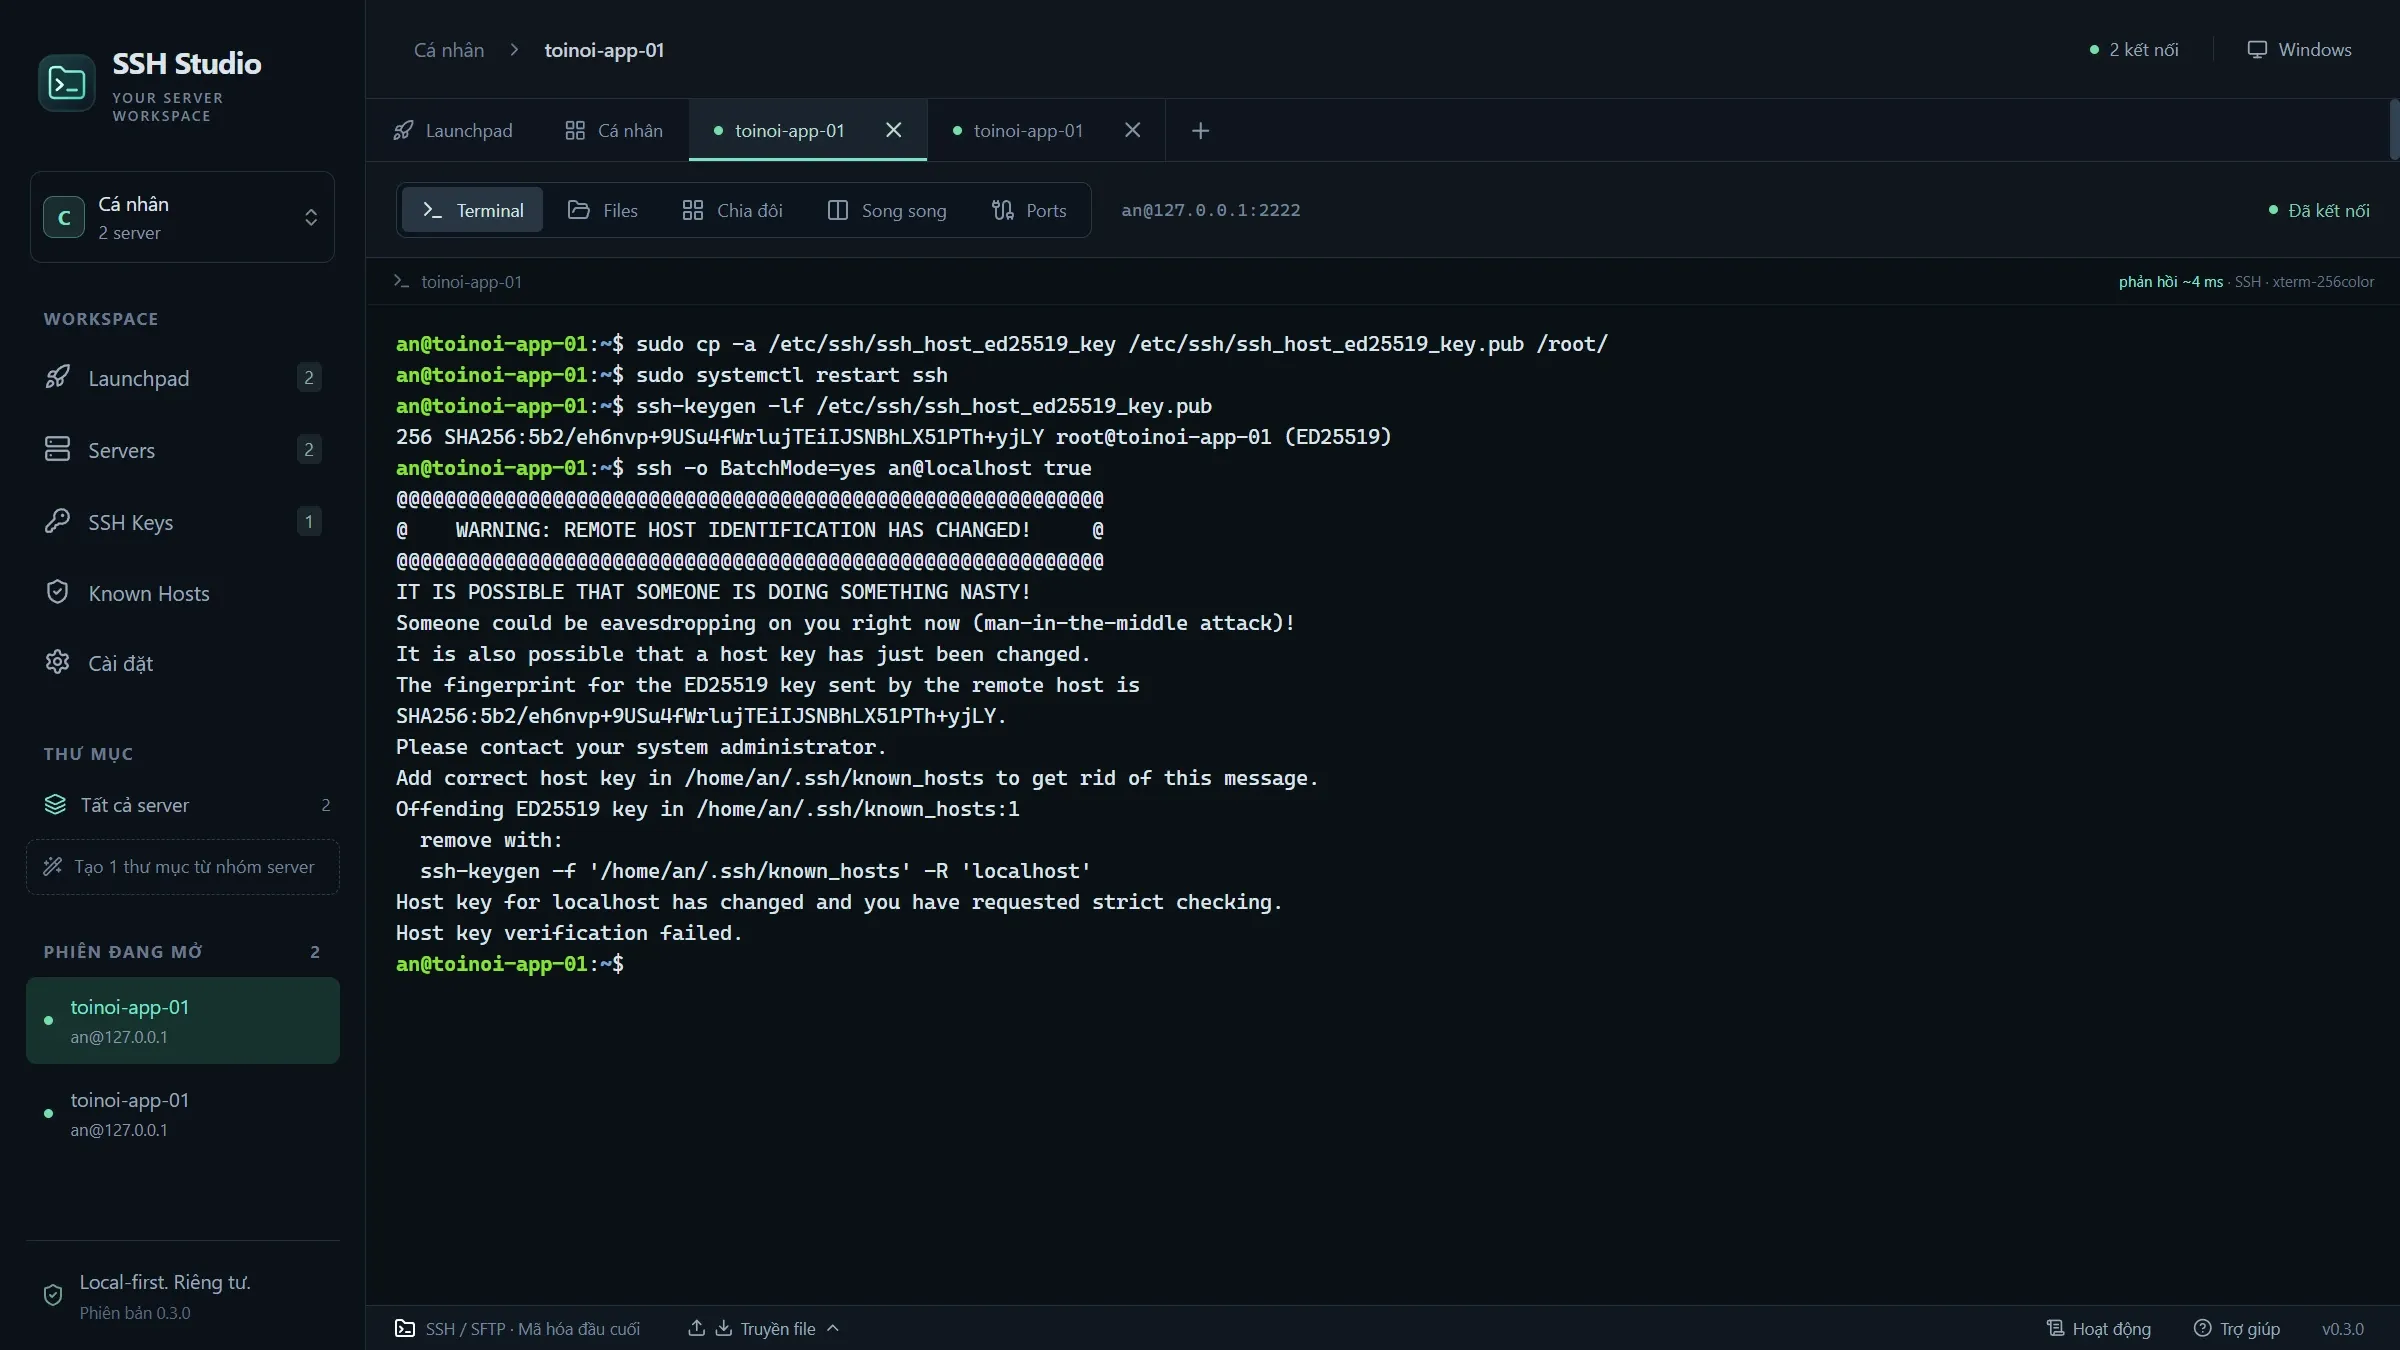 SSH Studio
YOUR SERVER
WORKSPACE
C
Cá nhân
2 server
WORKSPACE
Launchpad 2
Servers 2
SSH Keys 1
Known Hosts
Cài đặt
THƯ MỤC
Tất cả server 2
Tạo 1 thư mục từ nhóm server
PHIÊN ĐANG MỞ 2
toinoi-app-01
an@127.0.0.1
toinoi-app-01
an@127.0.0.1
Local-first. Riêng tư.
Phiên bản 0.3.0
Cá nhân > toinoi-app-01
2 kết nối
Windows
Launchpad
Cá nhân
toinoi-app-01
toinoi-app-01
Terminal
Files
Chia đôi
Song song
Ports
an@127.0.0.1:2222
Đã kết nối
toinoi-app-01
phản hồi ~4 ms · SSH · xterm-256color
an@toinoi-app-01:~$ sudo cp -a /etc/ssh/ssh_host_ed25519_key /etc/ssh/ssh_host_ed25519_key.pub /root/
an@toinoi-app-01:~$ sudo systemctl restart ssh
an@toinoi-app-01:~$ ssh-keygen -lf /etc/ssh/ssh_host_ed25519_key.pub
256 SHA256:5b2/eh6nvp+9USu4fWrlujTEiIJSNBhLX51PTh+yjLY root@toinoi-app-01 (ED25519)
an@toinoi-app-01:~$ ssh -o BatchMode=yes an@localhost true
@@@@@@@@@@@@@@@@@@@@@@@@@@@@@@@@@@@@@@@@@@@@@@@@@@@@@@@@@@@
@    WARNING: REMOTE HOST IDENTIFICATION HAS CHANGED!     @
@@@@@@@@@@@@@@@@@@@@@@@@@@@@@@@@@@@@@@@@@@@@@@@@@@@@@@@@@@@
IT IS POSSIBLE THAT SOMEONE IS DOING SOMETHING NASTY!
Someone could be eavesdropping on you right now (man-in-the-middle attack)!
It is also possible that a host key has just been changed.
The fingerprint for the ED25519 key sent by the remote host is
SHA256:5b2/eh6nvp+9USu4fWrlujTEiIJSNBhLX51PTh+yjLY.
Please contact your system administrator.
Add correct host key in /home/an/.ssh/known_hosts to get rid of this message.
Offending ED25519 key in /home/an/.ssh/known_hosts:1
  remove with:
  ssh-keygen -f '/home/an/.ssh/known_hosts' -R 'localhost'
Host key for localhost has changed and you have requested strict checking.
Host key verification failed.
an@toinoi-app-01:~$
SSH / SFTP · Mã hóa đầu cuối
Truyền file
Hoạt động
Trợ giúp
v0.3.0